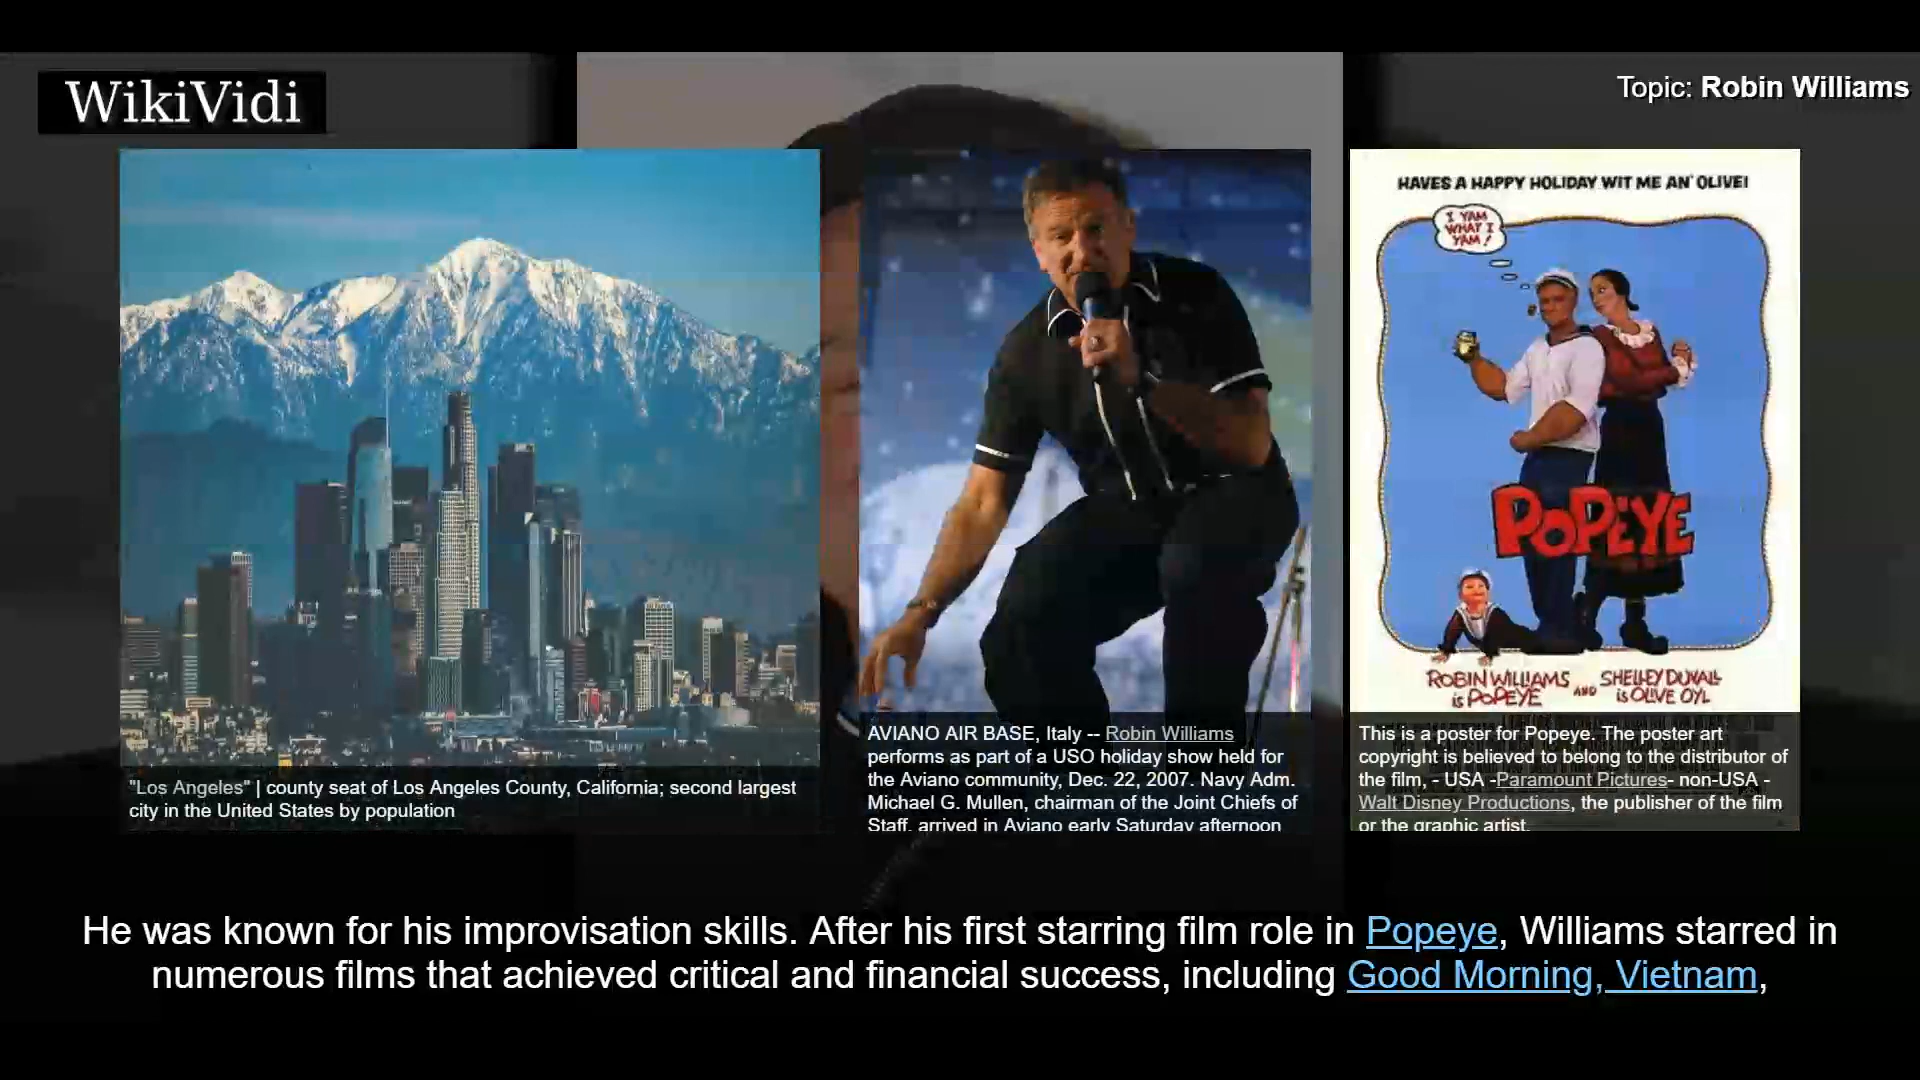 WikiVidi
Topic: Robin Williams
HAVES A HAPPY HOLIDAY WIT ME AN' OLIVE!
I YAM
WHAT I
YAM!
POPEYE
ROBIN WILLIAMS
is POPEYE
AND
SHELLEY DUVALL
is OLIVE OYL
"Los Angeles" | county seat of Los Angeles County, California; second largest
city in the United States by population
AVIANO AIR BASE, Italy -- Robin Williams
performs as part of a USO holiday show held for
the Aviano community, Dec. 22, 2007. Navy Adm.
Michael G. Mullen, chairman of the Joint Chiefs of
Staff, arrived in Aviano early Saturday afternoon
This is a poster for Popeye. The poster art
copyright is believed to belong to the distributor of
the film, - USA -Paramount Pictures- non-USA -
Walt Disney Productions, the publisher of the film
or the graphic artist.
He was known for his improvisation skills. After his first starring film role in Popeye, Williams starred in
numerous films that achieved critical and financial success, including Good Morning, Vietnam,